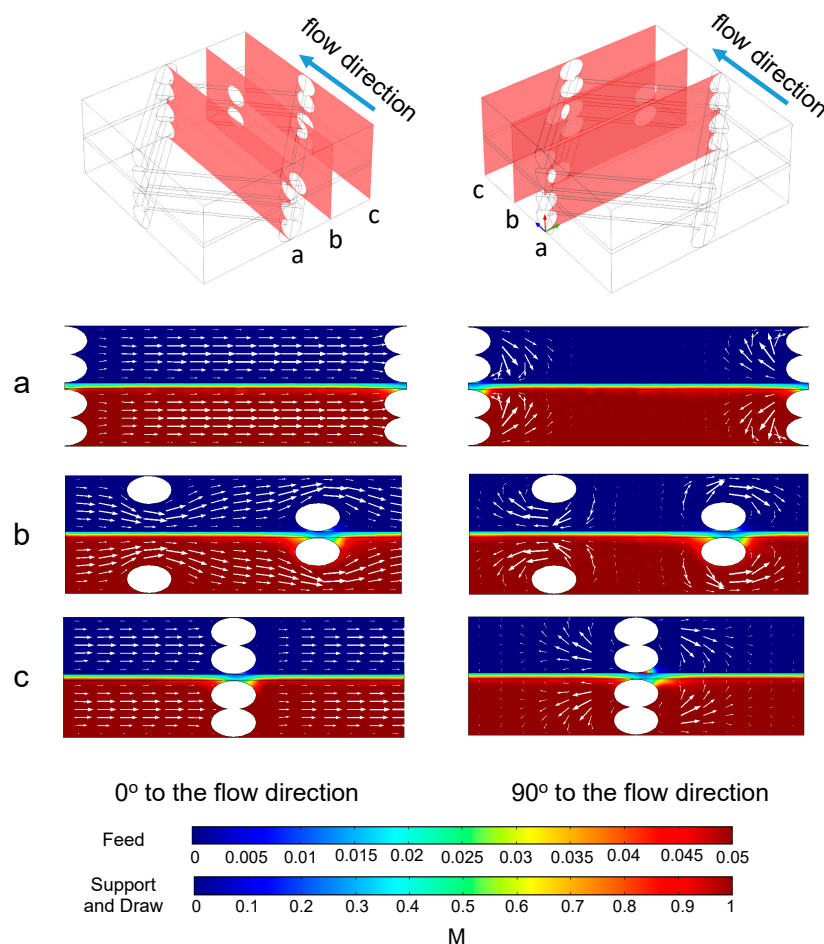 flow direction
flow direction
a
b
c
c
b
a
a
b
c
0º to the flow direction
90º to the flow direction
Feed
0 0.005 0.01 0.015 0.02 0.025 0.03 0.035 0.04 0.045 0.05
Support
and Draw
0 0.1 0.2 0.3 0.4 0.5 0.6 0.7 0.8 0.9 1
M